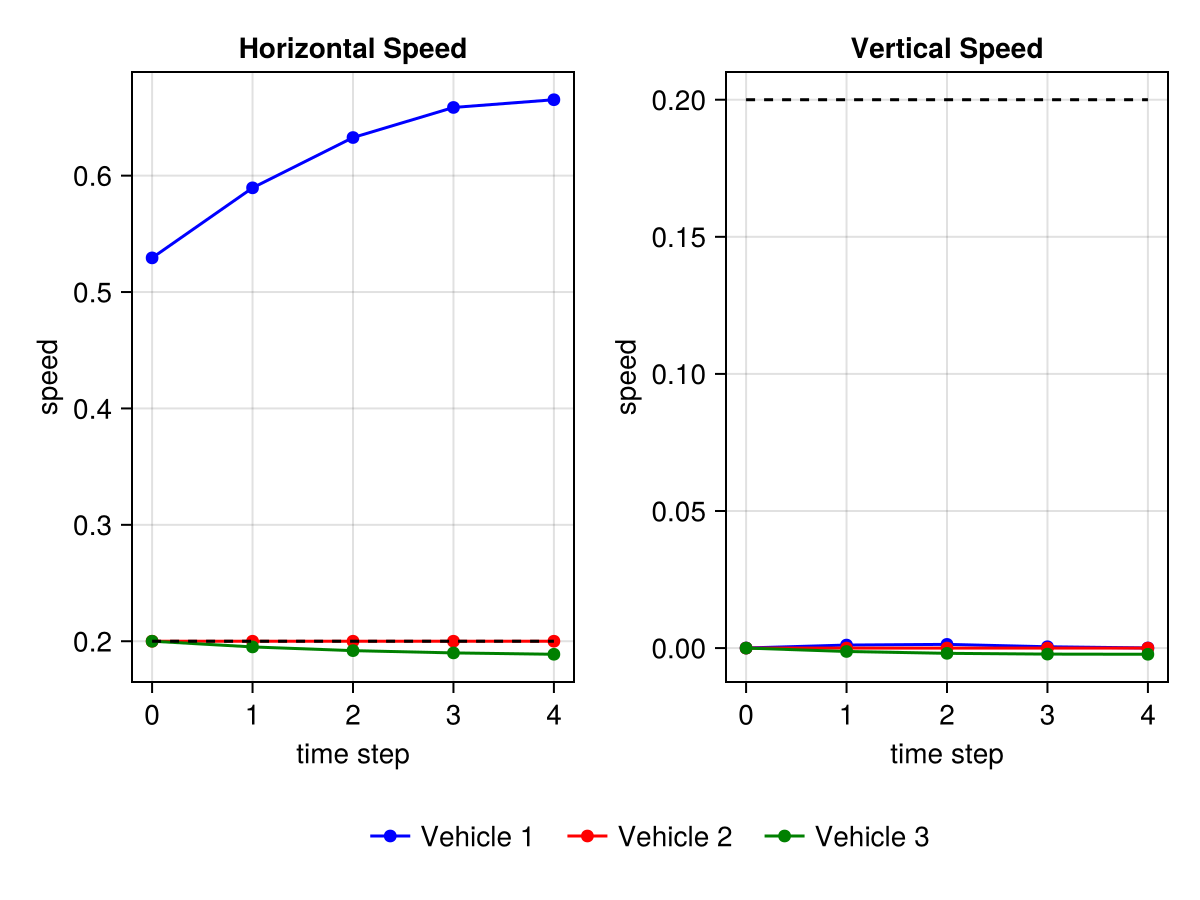 Horizontal Speed
Vertical Speed
speed
0.6
0.5
0.4
0.3
0.2
0 1 2 3 4
time step
speed
0.20
0.15
0.10
0.05
0.00
0 1 2 3 4
time step
Vehicle 1 Vehicle 2 Vehicle 3